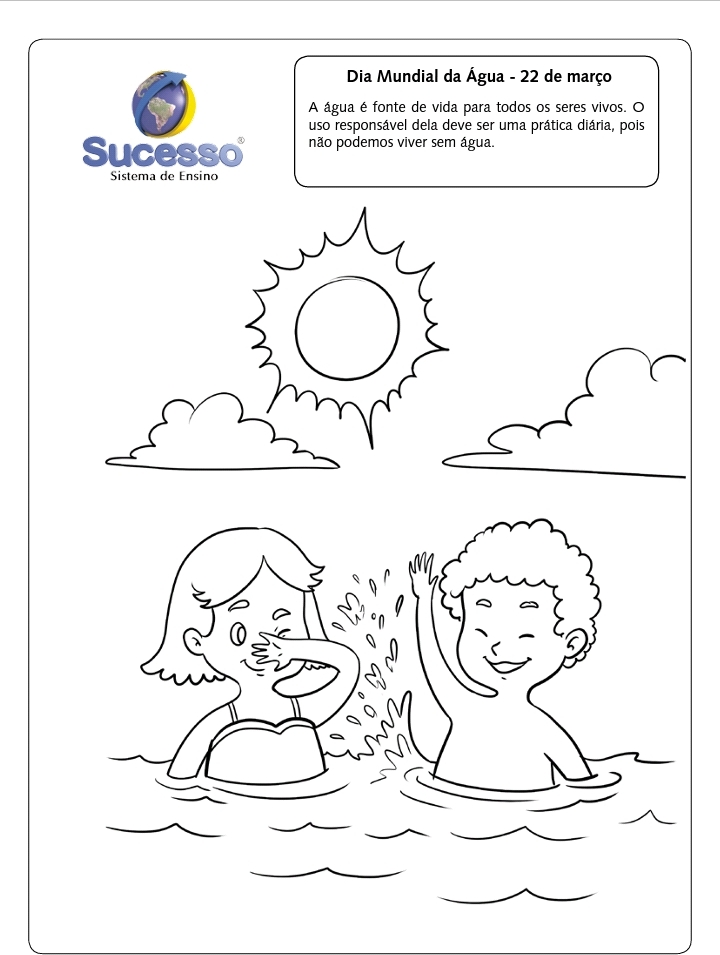 Sucesso®
Sistema de Ensino
Dia Mundial da Água - 22 de março
A água é fonte de vida para todos os seres vivos. O
uso responsável dela deve ser uma prática diária, pois
não podemos viver sem água.